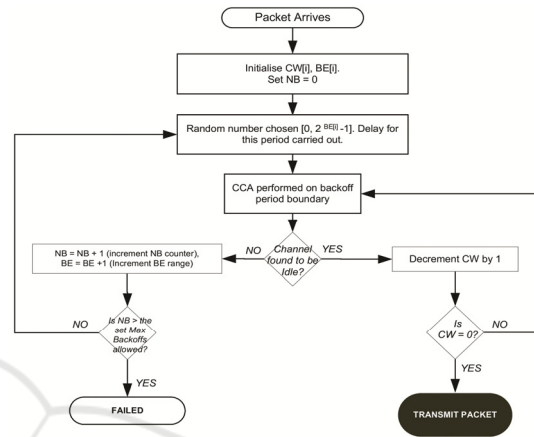 Packet Arrives
Initialise CW[i], BE[i].
Set NB = 0
Random number chosen [0, 2 BE[i] -1]. Delay for
this period carried out.
CCA performed on backoff
period boundary
NO
Channel
found to be
Idle?
YES
NB = NB + 1 (increment NB counter),
BE = BE +1 (Increment BE range)
Decrement CW by 1
NO
Is NB > the
set Max
Backoffs
allowed?
YES
Is
CW = 0?
NO
YES
FAILED
TRANSMIT PACKET